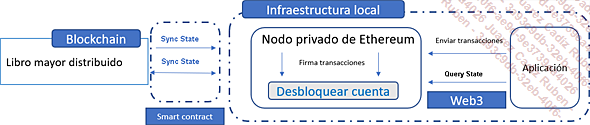 Infraestructura local
Blockchain
Libro mayor distribuido
Sync State
Sync State
Smart contract
Nodo privado de Ethereum
Firma transacciones
Desbloquear cuenta
Enviar transacciones
Query State
Web3
Aplicación